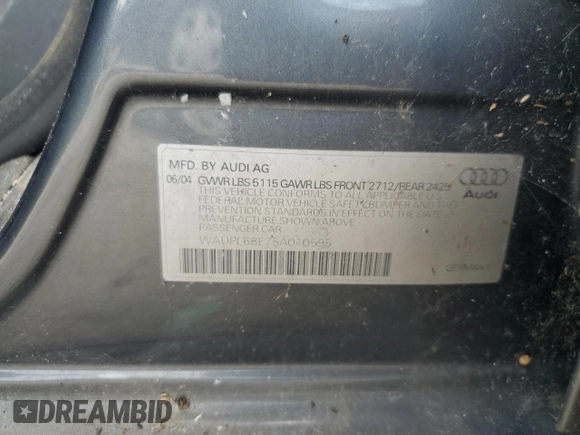 MFD. BY AUDI AG
06/04 GVWR LBS 5115 GAWR LBS FRONT 2712/REAR 2425
THIS VEHICLE CONFORMS TO ALL APPLICABLE U.S.
FEDERAL MOTOR VEHICLE SAFETY, BUMPER AND THEFT
PREVENTION STANDARDS IN EFFECT ON THE DATE OF
MANUFACTURE SHOWN ABOVE
PASSENGER CAR
Audi
GERMANY
DREAMBID